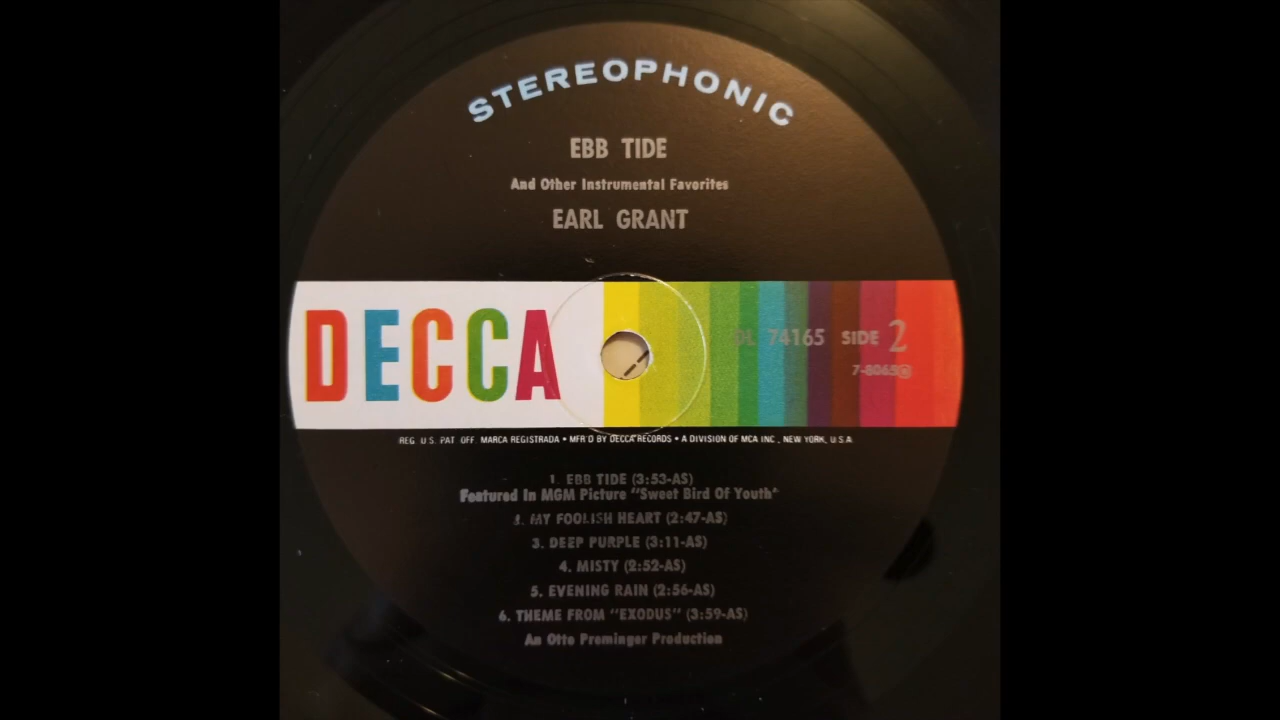 STEREOPHONIC
EBB TIDE
And Other Instrumental Favorites
EARL GRANT
DECCA
DL 74165 SIDE 2
7-8065
REG. U.S. PAT. OFF. MARCA REGISTRADA • MFR'D BY DECCA RECORDS • A DIVISION OF MCA INC., NEW YORK, U.S.A.
1. EBB TIDE (3:53-AS)
Featured In MGM Picture "Sweet Bird Of Youth"
2. MY FOOLISH HEART (2:47-AS)
3. DEEP PURPLE (3:11-AS)
4. MISTY (2:52-AS)
5. EVENING RAIN (2:56-AS)
6. THEME FROM "EXODUS" (3:59-AS)
An Otto Preminger Production